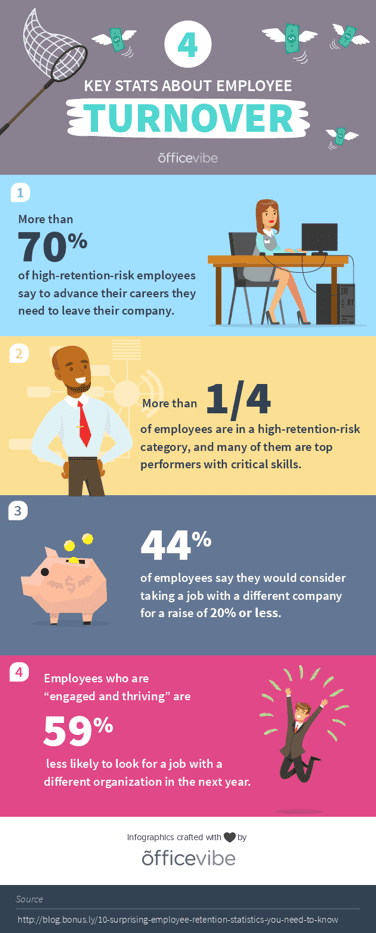 4
KEY STATS ABOUT EMPLOYEE
TURNOVER
õfficevibe
1
More than
70%
of high-retention-risk employees
say to advance their careers they
need to leave their company.
2
More than 1/4
of employees are in a high-retention-risk
category, and many of them are top
performers with critical skills.
3
44%
of employees say they would consider
taking a job with a different company
for a raise of 20% or less.
4
Employees who are
“engaged and thriving” are
59%
less likely to look for a job with a
different organization in the next year.
Infographics crafted with by
õfficevibe
Source
http://blog.bonus.ly/10-surprising-employee-retention-statistics-you-need-to-know